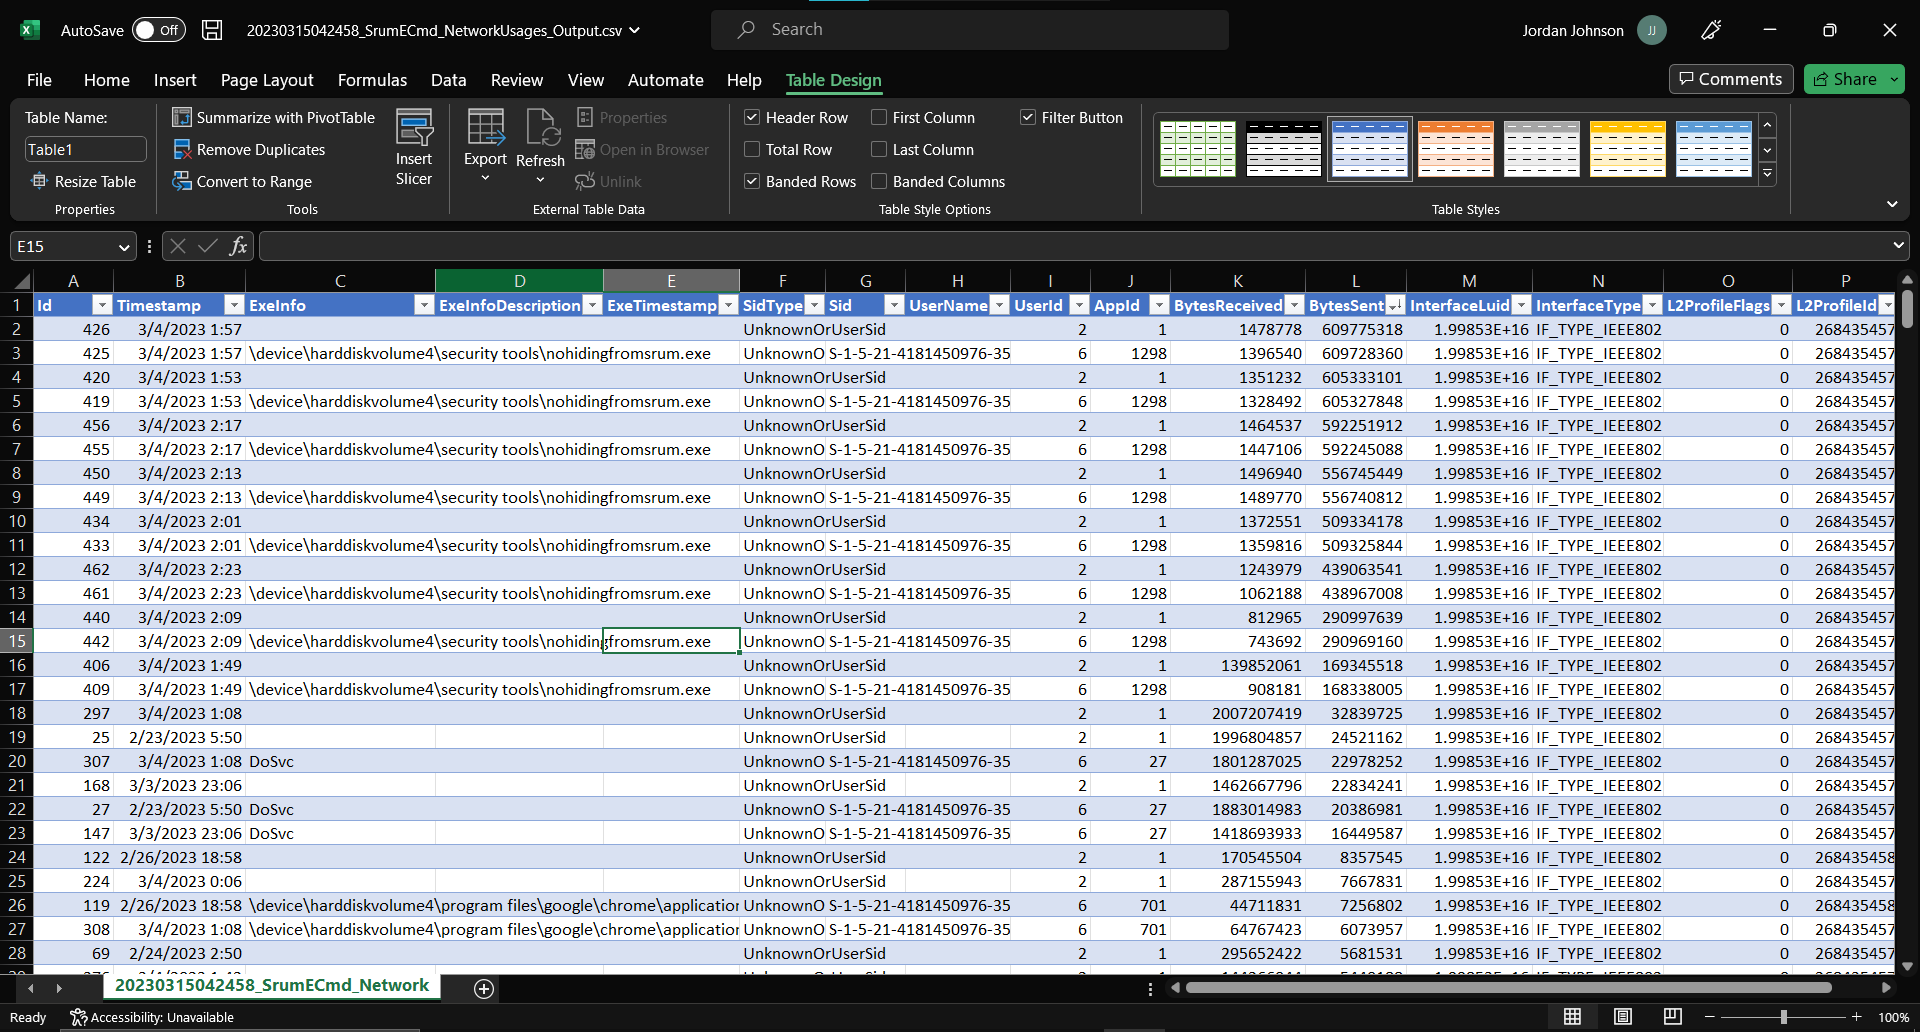 AutoSave Off 20230315042458_SrumECmd_NetworkUsages_Output.csv Search Jordan Johnson JJ
File Home Insert Page Layout Formulas Data Review View Automate Help Table Design Comments Share
Table Name: Summarize with PivotTable Properties Header Row First Column Filter Button
Table1 Remove Duplicates Insert Slicer Export Refresh Open in Browser Total Row Last Column
Resize Table Convert to Range Unlink Banded Rows Banded Columns
Properties Tools External Table Data Table Style Options Table Styles
E15 fx
A B C D E F G H I J K L M N O P
1 Id Timestamp ExeInfo ExeInfoDescription ExeTimestamp SidType Sid UserName UserId AppId BytesReceived BytesSent InterfaceLuid InterfaceType L2ProfileFlags L2ProfileId
2 426 3/4/2023 1:57 UnknownOrUserSid 2 1 1478778 609775318 1.99853E+16 IF_TYPE_IEEE802 0 268435457
3 425 3/4/2023 1:57 \device\harddiskvolume4\security tools\nohidingfromsrum.exe UnknownO S-1-5-21-4181450976-35 6 1298 1396540 609728360 1.99853E+16 IF_TYPE_IEEE802 0 268435457
4 420 3/4/2023 1:53 UnknownOrUserSid 2 1 1351232 605333101 1.99853E+16 IF_TYPE_IEEE802 0 268435457
5 419 3/4/2023 1:53 \device\harddiskvolume4\security tools\nohidingfromsrum.exe UnknownO S-1-5-21-4181450976-35 6 1298 1328492 605327848 1.99853E+16 IF_TYPE_IEEE802 0 268435457
6 456 3/4/2023 2:17 UnknownOrUserSid 2 1 1464537 592251912 1.99853E+16 IF_TYPE_IEEE802 0 268435457
7 455 3/4/2023 2:17 \device\harddiskvolume4\security tools\nohidingfromsrum.exe UnknownO S-1-5-21-4181450976-35 6 1298 1447106 592245088 1.99853E+16 IF_TYPE_IEEE802 0 268435457
8 450 3/4/2023 2:13 UnknownOrUserSid 2 1 1496940 556745449 1.99853E+16 IF_TYPE_IEEE802 0 268435457
9 449 3/4/2023 2:13 \device\harddiskvolume4\security tools\nohidingfromsrum.exe UnknownO S-1-5-21-4181450976-35 6 1298 1489770 556740812 1.99853E+16 IF_TYPE_IEEE802 0 268435457
10 434 3/4/2023 2:01 UnknownOrUserSid 2 1 1372551 509334178 1.99853E+16 IF_TYPE_IEEE802 0 268435457
11 433 3/4/2023 2:01 \device\harddiskvolume4\security tools\nohidingfromsrum.exe UnknownO S-1-5-21-4181450976-35 6 1298 1359816 509325844 1.99853E+16 IF_TYPE_IEEE802 0 268435457
12 462 3/4/2023 2:23 UnknownOrUserSid 2 1 1243979 439063541 1.99853E+16 IF_TYPE_IEEE802 0 268435457
13 461 3/4/2023 2:23 \device\harddiskvolume4\security tools\nohidingfromsrum.exe UnknownO S-1-5-21-4181450976-35 6 1298 1062188 438967008 1.99853E+16 IF_TYPE_IEEE802 0 268435457
14 440 3/4/2023 2:09 UnknownOrUserSid 2 1 812965 290997639 1.99853E+16 IF_TYPE_IEEE802 0 268435457
15 442 3/4/2023 2:09 \device\harddiskvolume4\security tools\nohidingfromsrum.exe UnknownO S-1-5-21-4181450976-35 6 1298 743692 290969160 1.99853E+16 IF_TYPE_IEEE802 0 268435457
16 406 3/4/2023 1:49 UnknownOrUserSid 2 1 139852061 169345518 1.99853E+16 IF_TYPE_IEEE802 0 268435457
17 409 3/4/2023 1:49 \device\harddiskvolume4\security tools\nohidingfromsrum.exe UnknownO S-1-5-21-4181450976-35 6 1298 908181 168338005 1.99853E+16 IF_TYPE_IEEE802 0 268435457
18 297 3/4/2023 1:08 UnknownOrUserSid 2 1 2007207419 32839725 1.99853E+16 IF_TYPE_IEEE802 0 268435457
19 25 2/23/2023 5:50 UnknownOrUserSid 2 1 1996804857 24521162 1.99853E+16 IF_TYPE_IEEE802 0 268435457
20 307 3/4/2023 1:08 DoSvc UnknownO S-1-5-21-4181450976-35 6 27 1801287025 22978252 1.99853E+16 IF_TYPE_IEEE802 0 268435457
21 168 3/3/2023 23:06 UnknownOrUserSid 2 1 1462667796 22834241 1.99853E+16 IF_TYPE_IEEE802 0 268435457
22 27 2/23/2023 5:50 DoSvc UnknownO S-1-5-21-4181450976-35 6 27 1883014983 20386981 1.99853E+16 IF_TYPE_IEEE802 0 268435457
23 147 3/3/2023 23:06 DoSvc UnknownO S-1-5-21-4181450976-35 6 27 1418693933 16449587 1.99853E+16 IF_TYPE_IEEE802 0 268435457
24 122 2/26/2023 18:58 UnknownOrUserSid 2 1 170545504 8357545 1.99853E+16 IF_TYPE_IEEE802 0 268435458
25 224 3/4/2023 0:06 UnknownOrUserSid 2 1 287155943 7667831 1.99853E+16 IF_TYPE_IEEE802 0 268435457
26 119 2/26/2023 18:58 \device\harddiskvolume4\program files\google\chrome\application UnknownO S-1-5-21-4181450976-35 6 701 44711831 7256802 1.99853E+16 IF_TYPE_IEEE802 0 268435458
27 308 3/4/2023 1:08 \device\harddiskvolume4\program files\google\chrome\application UnknownO S-1-5-21-4181450976-35 6 701 64767423 6073957 1.99853E+16 IF_TYPE_IEEE802 0 268435457
28 69 2/24/2023 2:50 UnknownOrUserSid 2 1 295652422 5681531 1.99853E+16 IF_TYPE_IEEE802 0 268435457
20230315042458_SrumECmd_Network
Ready Accessibility: Unavailable 100%